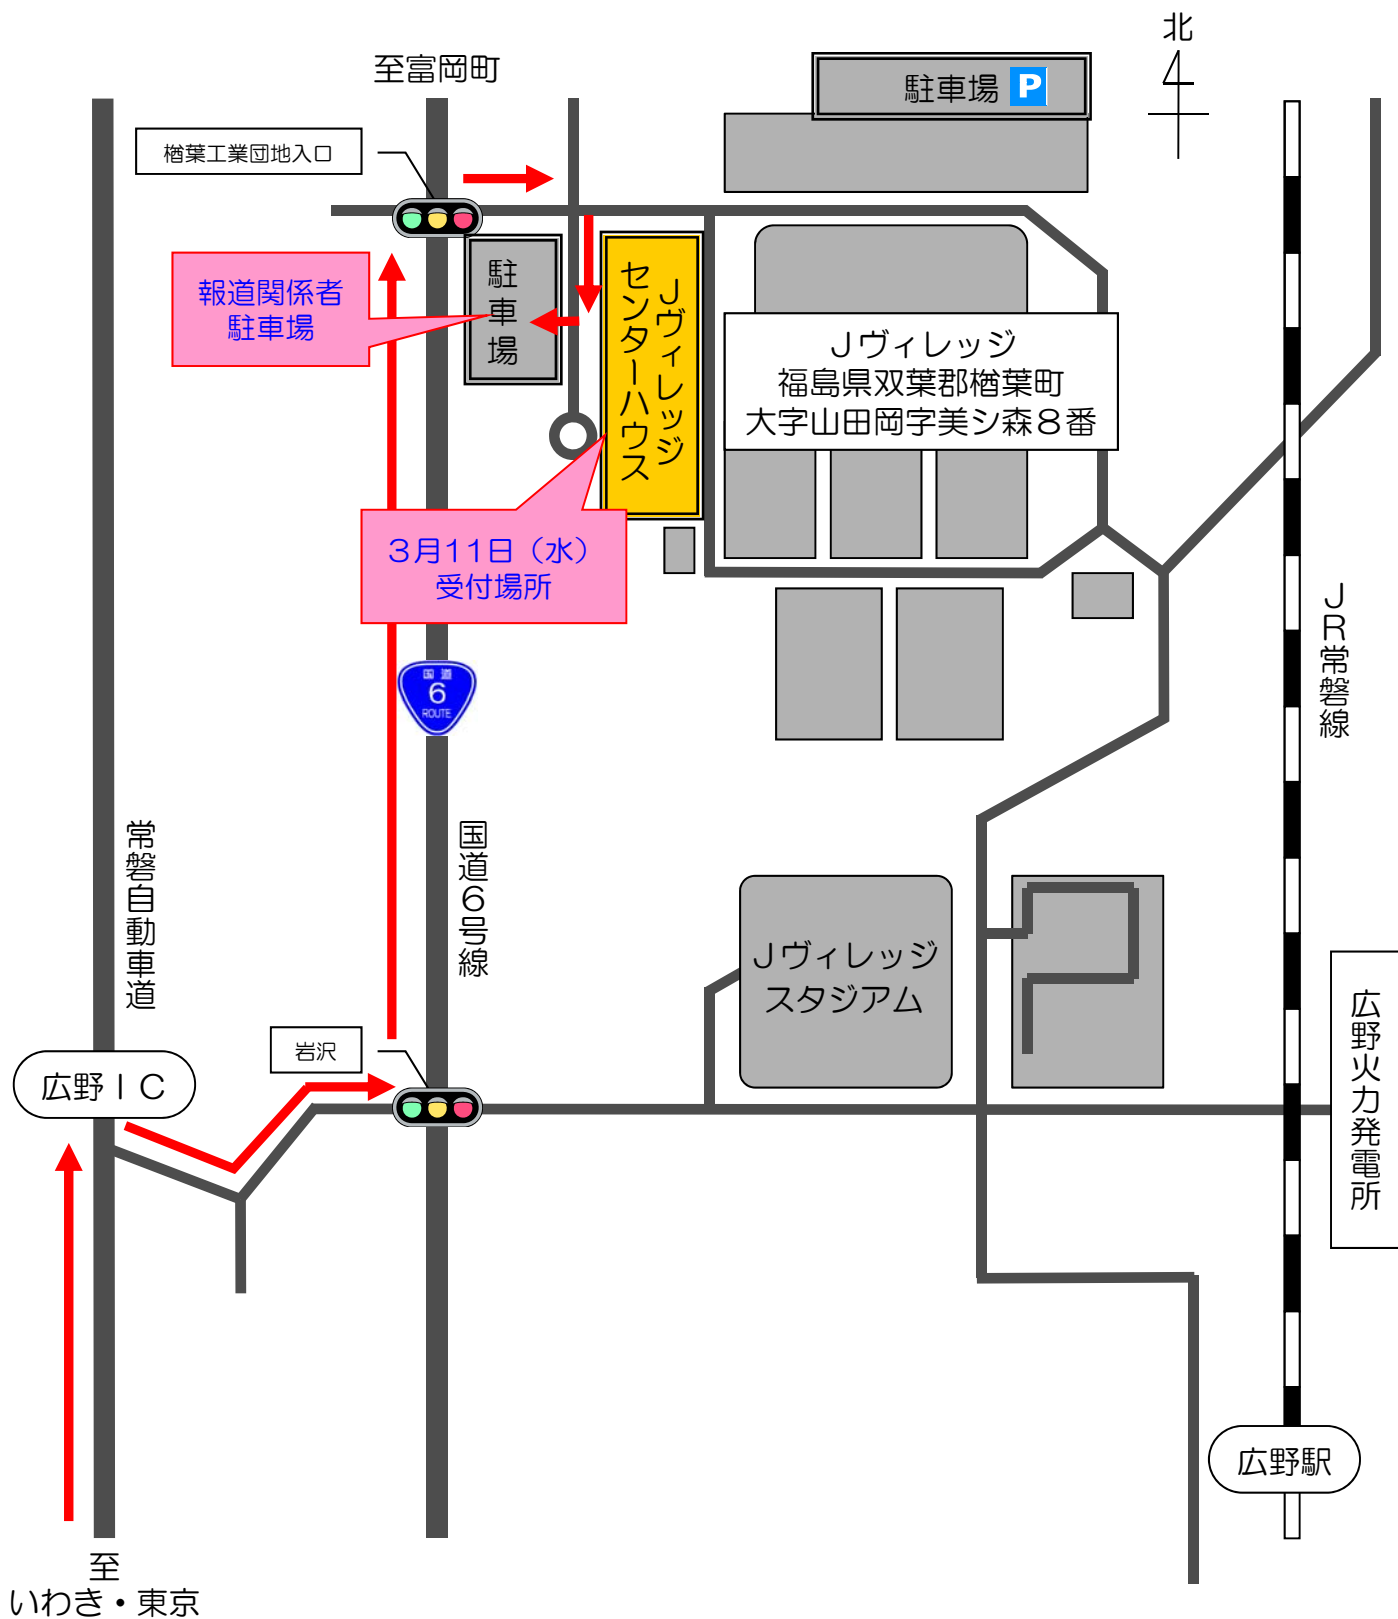 北
至富岡町
駐車場 P
楢葉工業団地入口
報道関係者
駐車場
駐車場
Jヴィレッジ
センターハウス
Jヴィレッジ
福島県双葉郡楢葉町
大字山田岡字美シ森8番
3月11日（水）
受付場所
JR常磐線
国道
6
ROUTE
常磐自動車道
国道6号線
Jヴィレッジ
スタジアム
広野火力発電所
岩沢
広野IC
広野駅
至
いわき・東京